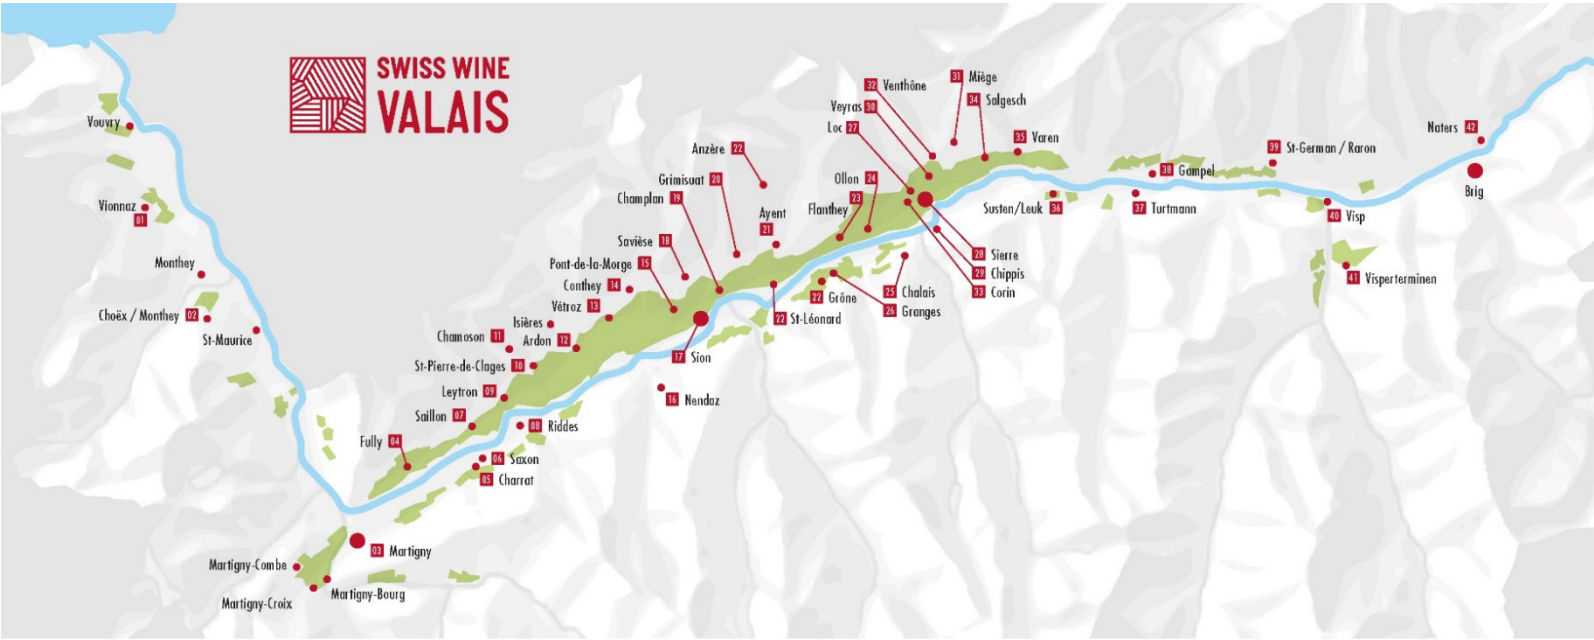 SWISS WINE
VALAIS
Vouvry
Vionnaz
01
Monthey
Choëx / Monthey 02
St-Maurice
Martigny-Combe
Martigny-Croix
Martigny-Bourg
03 Martigny
Fully 04
05 Charrat
06 Saxon
Saillon 07
08 Riddes
Leytron 09
St-Pierre-de-Clages 10
Chamoson 11
Isières
Ardon 12
Vétroz 13
Conthey 14
Pont-de-la-Morge 15
16 Nendaz
17 Sion
Savièse 18
Champlan 19
Grimisuat 20
Anzère 22
Ayent
21
22 St-Léonard
22 Grône
Flanthey 23
Ollon 24
25 Chalais
26 Granges
Loc 27
Veyras 30
32 Venthône
31 Miège
34 Salgesch
35 Varen
28 Sierre
29 Chippis
33 Corin
Susten/Leuk 36
37 Turtmann
38 Gampel
39 St-German / Raron
40 Visp
41 Visperterminen
Naters 42
Brig